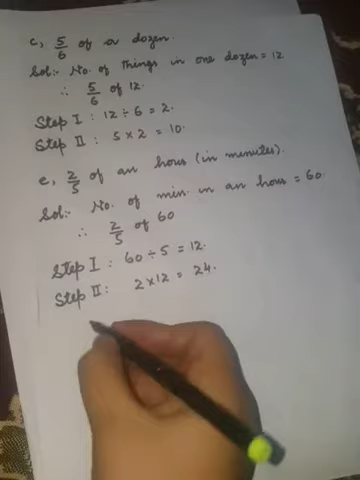 c, 5/6 of a dozen.
Sol:- No. of things in one dozen = 12
∴ 5/6 of 12.
Step I : 12 ÷ 6 = 2.
Step II : 5 × 2 = 10.
e, 2/5 of an hour (in minutes).
Sol:- No. of min. in an hour = 60.
∴ 2/5 of 60
Step I : 60 ÷ 5 = 12.
Step II : 2 × 12 = 24.